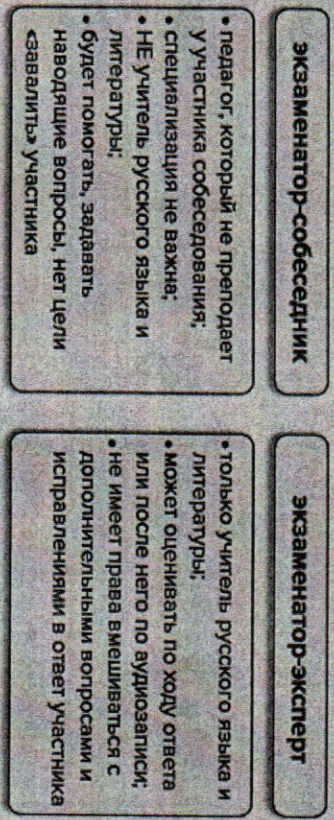 экзаменатор-собеседник
• педагог, который не преподает
у участника собеседования;
• специализация не важна;
• НЕ учитель русского языка и
литературы;
• будет помогать, задавать
наводящие вопросы, нет цели
«завалить» участника
экзаменатор-эксперт
• только учитель русского языка и
литературы;
• может оценивать по ходу ответа
или после него по аудиозаписи;
• не имеет права вмешиваться с
дополнительными вопросами и
исправлениями в ответ участника